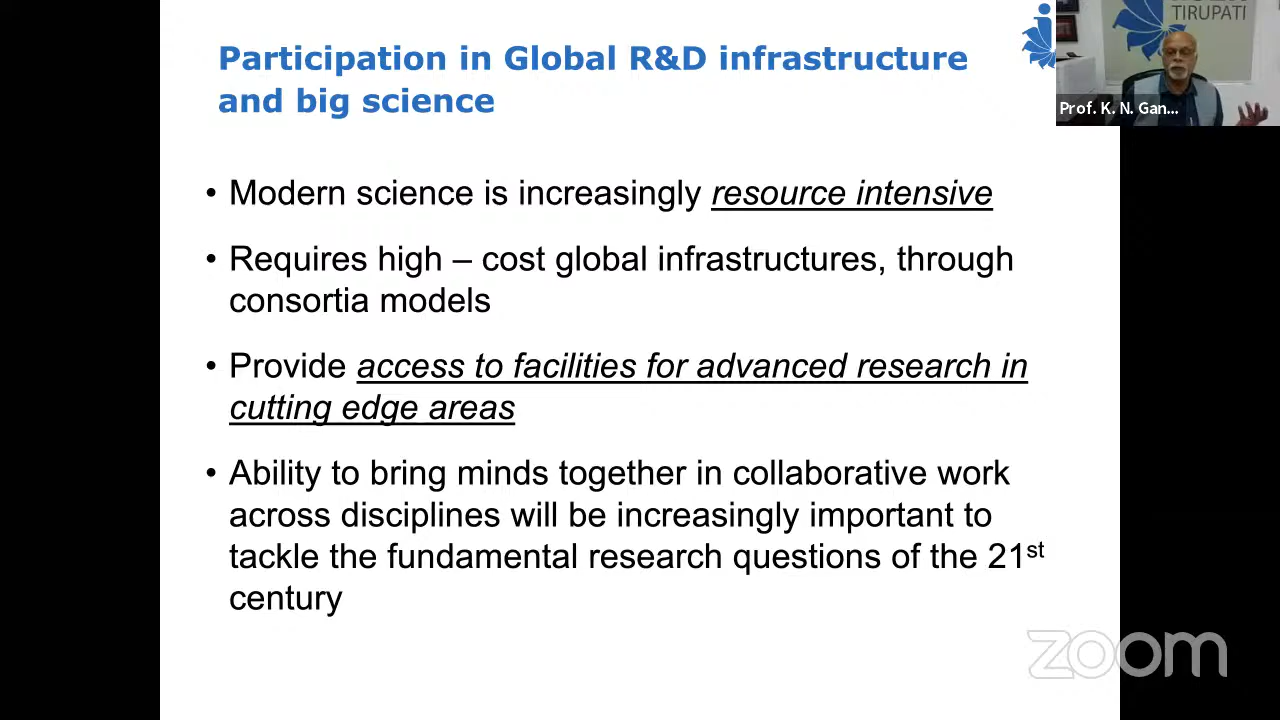 Participation in Global R&D infrastructure
and big science
TIRUPATI
Prof. K. N. Gan...
• Modern science is increasingly resource intensive
• Requires high – cost global infrastructures, through
consortia models
• Provide access to facilities for advanced research in
cutting edge areas
• Ability to bring minds together in collaborative work
across disciplines will be increasingly important to
tackle the fundamental research questions of the 21st
century
zoom